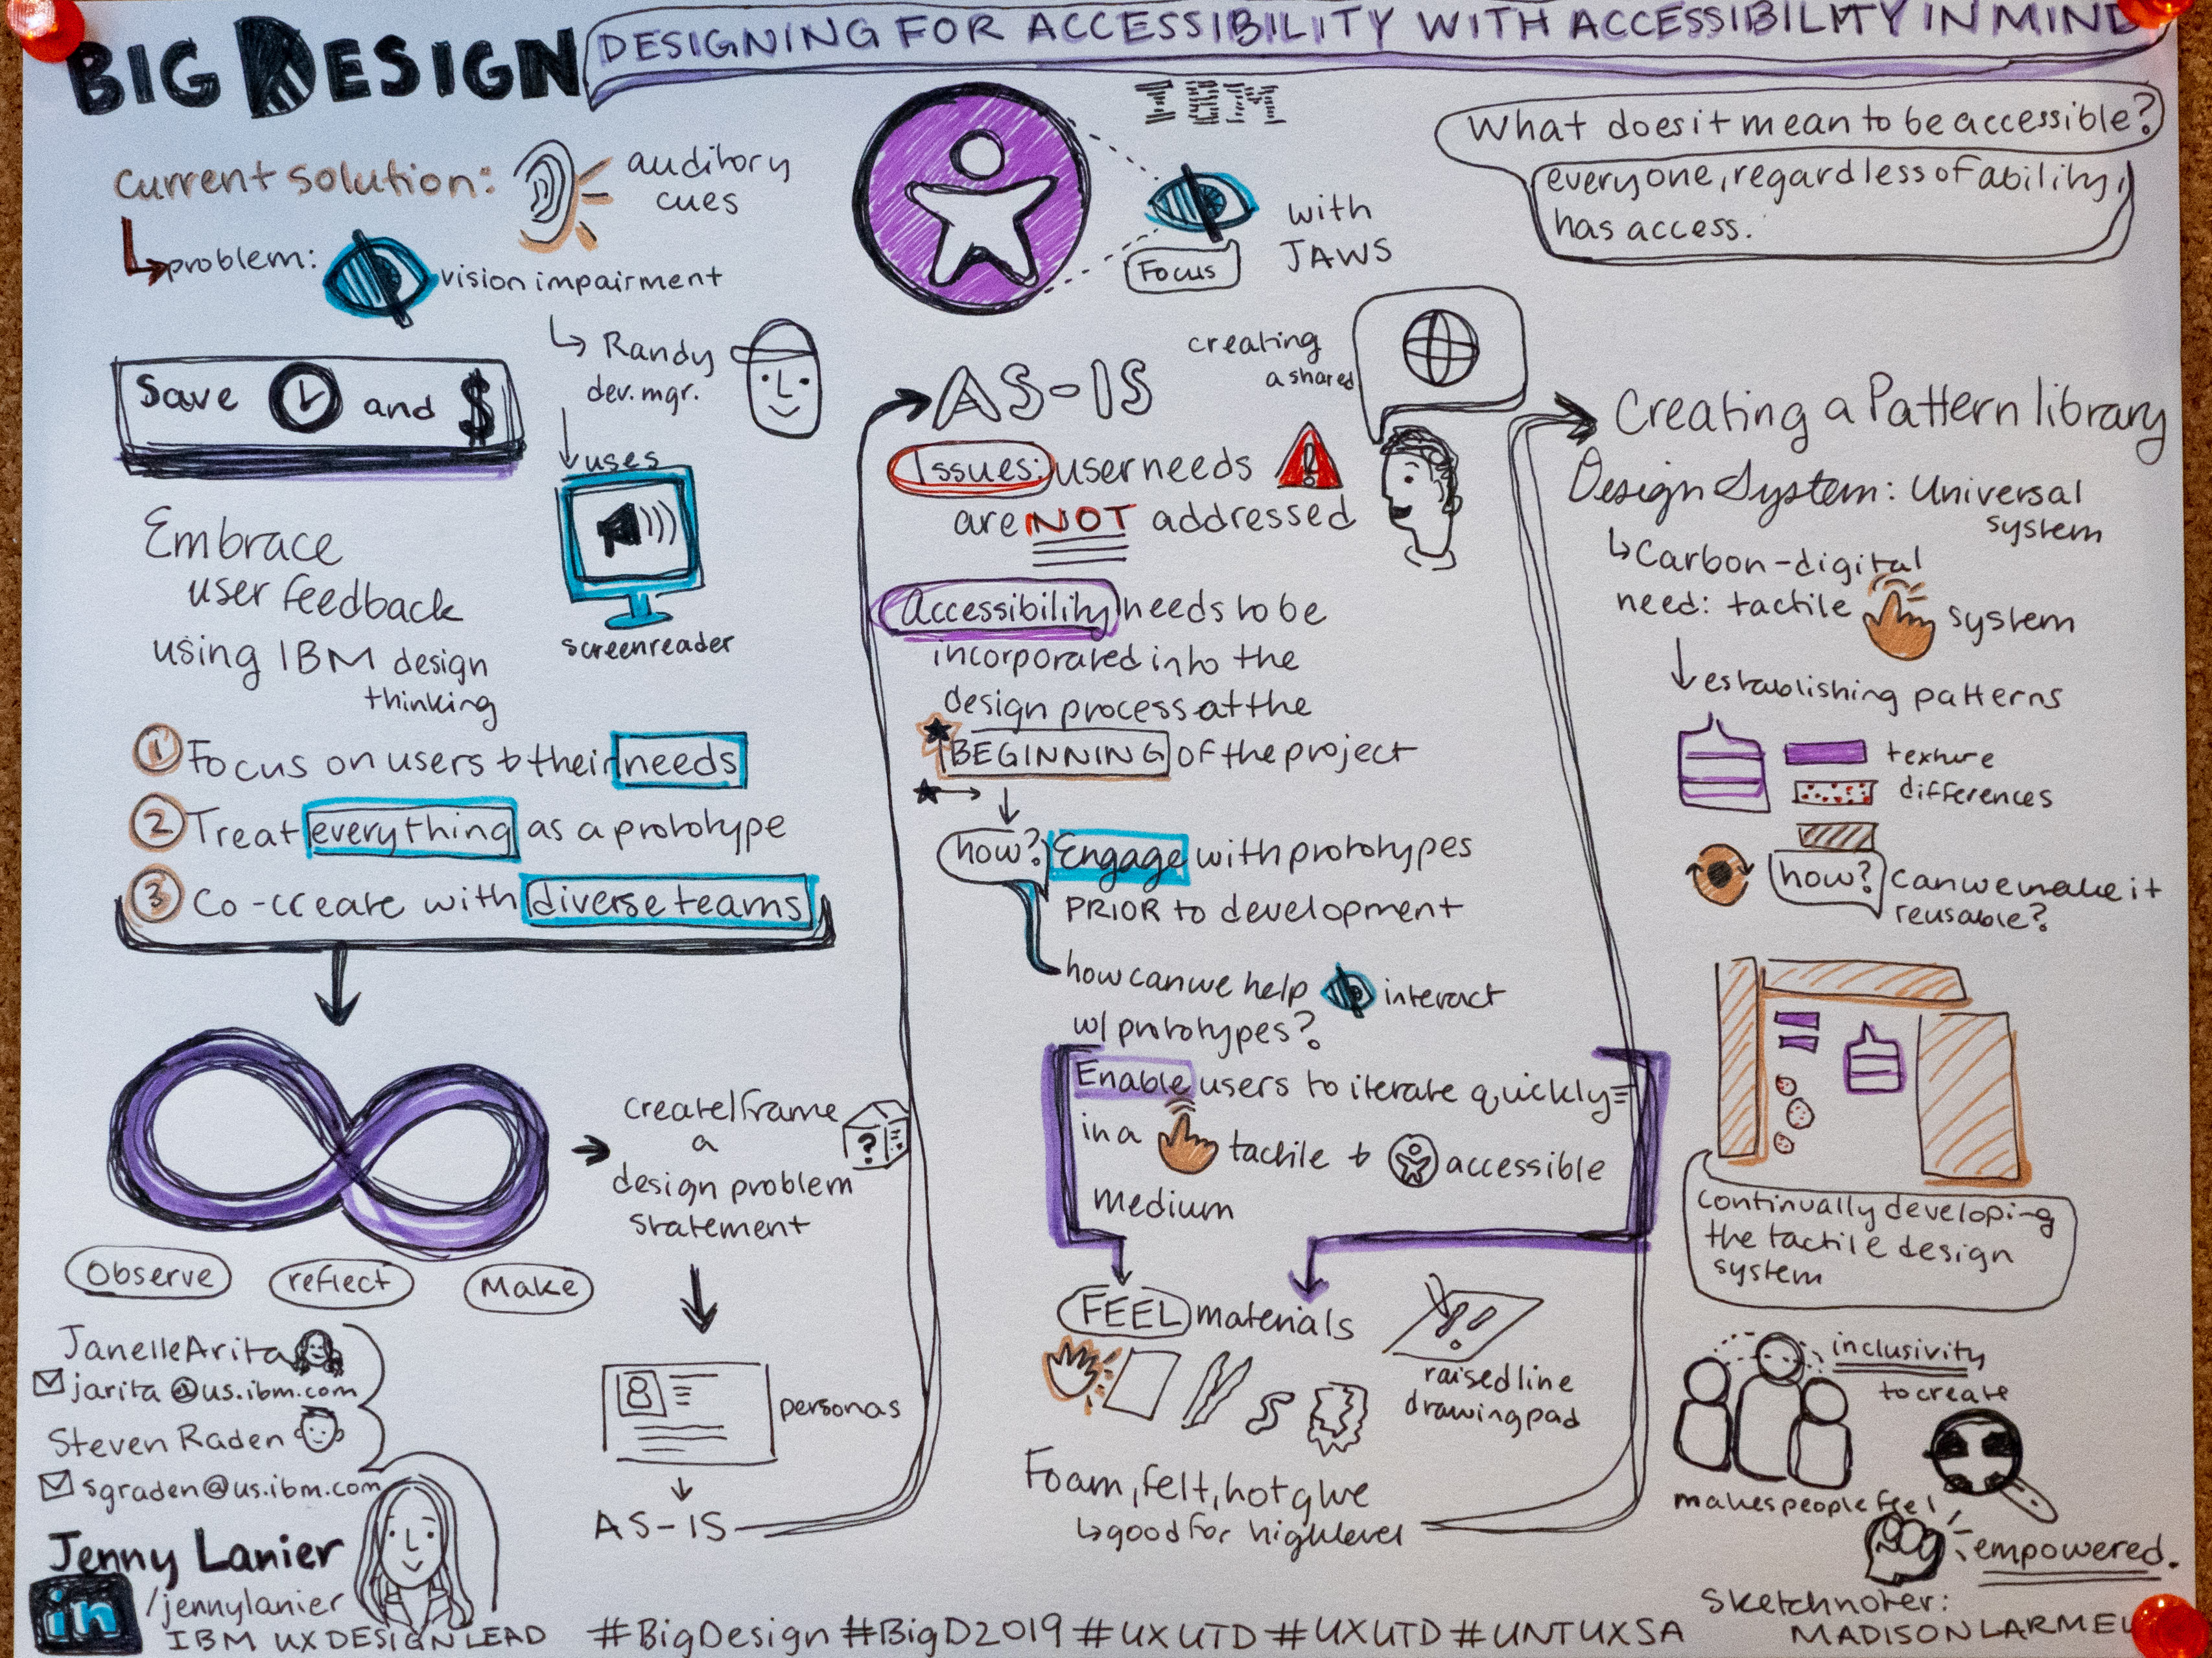 BIG DESIGN
DESIGNING FOR ACCESSIBILITY WITH ACCESSIBILITY IN MIND
IBM
current solution:
auditory
cues
problem:
vision impairment
Randy
dev. mgr.
uses
screenreader
Save and $
Embrace
user feedback
using IBM design
thinking
1 Focus on users & their needs
2 Treat everything as a prototype
3 Co-create with diverse teams
Observe
reflect
Make
create/frame
a
design problem
statement
?
personas
AS-IS
Janelle Arita
jarita@us.ibm.com
Steven Raden
sgraden@us.ibm.com
Jenny Lanier
in /jennylanier
IBM UX DESIGN LEAD
Focus
with
JAWS
What does it mean to be accessible?
everyone, regardless of ability,
has access.
AS-IS
creating
a shared
Issues: user needs
are NOT addressed
!
Accessibility needs to be
incorporated into the
design process at the
BEGINNING of the project
how? Engage with prototypes
PRIOR to development
how can we help interact
w/ prototypes?
Enable users to iterate quickly
in a tactile & accessible
medium
FEEL materials
raised line
drawing pad
Foam, felt, hot glue
good for high level
Creating a Pattern library
Design System: Universal
system
Carbon-digital
need: tactile system
establishing patterns
texture
differences
how? can we make it
reusable?
continually developing
the tactile design
system
inclusivity
to create
makes people feel
empowered.
Sketchnoter:
MADISON LARMEU
#BigDesign #BigD2019 #UXUTD #UXUTD #UNTUXSA